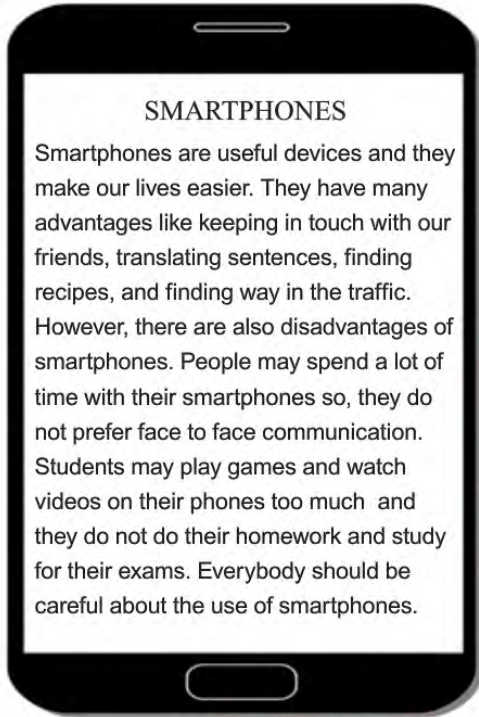 SMARTPHONES
Smartphones are useful devices and they
make our lives easier. They have many
advantages like keeping in touch with our
friends, translating sentences, finding
recipes, and finding way in the traffic.
However, there are also disadvantages of
smartphones. People may spend a lot of
time with their smartphones so, they do
not prefer face to face communication.
Students may play games and watch
videos on their phones too much  and
they do not do their homework and study
for their exams. Everybody should be
careful about the use of smartphones.